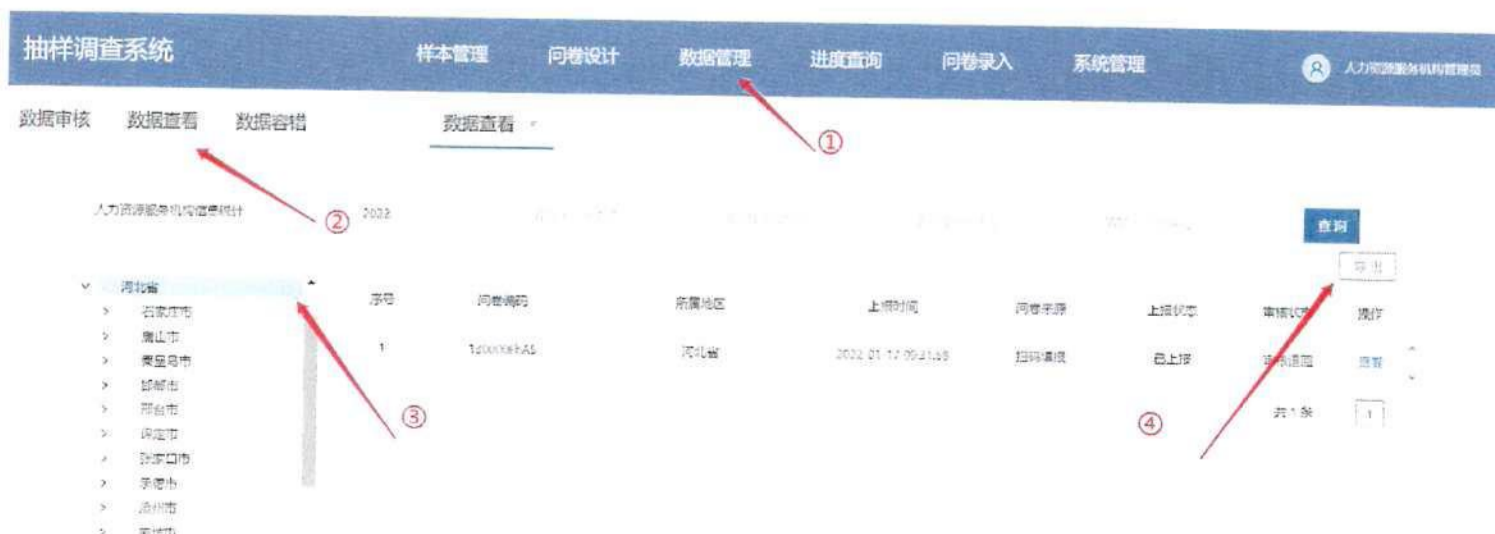 抽样调查系统 样本管理 问卷设计 数据管理 进度查询 问卷录入 系统管理 人力资源服务机构管理员
数据审核 数据查看 数据容错 数据查看
①
人力资源服务机构信息统计 ② 2022 查询
导出
河北省 序号 问卷编码 所属地区 上报时间 问卷来源 上报状态 审核状态 操作
石家庄市
唐山市 1 河北省 扫码填报 已上报 审核退回 查看
秦皇岛市
邯郸市
邢台市 ③ ④ 共 1 条 1
保定市
张家口市
承德市
沧州市